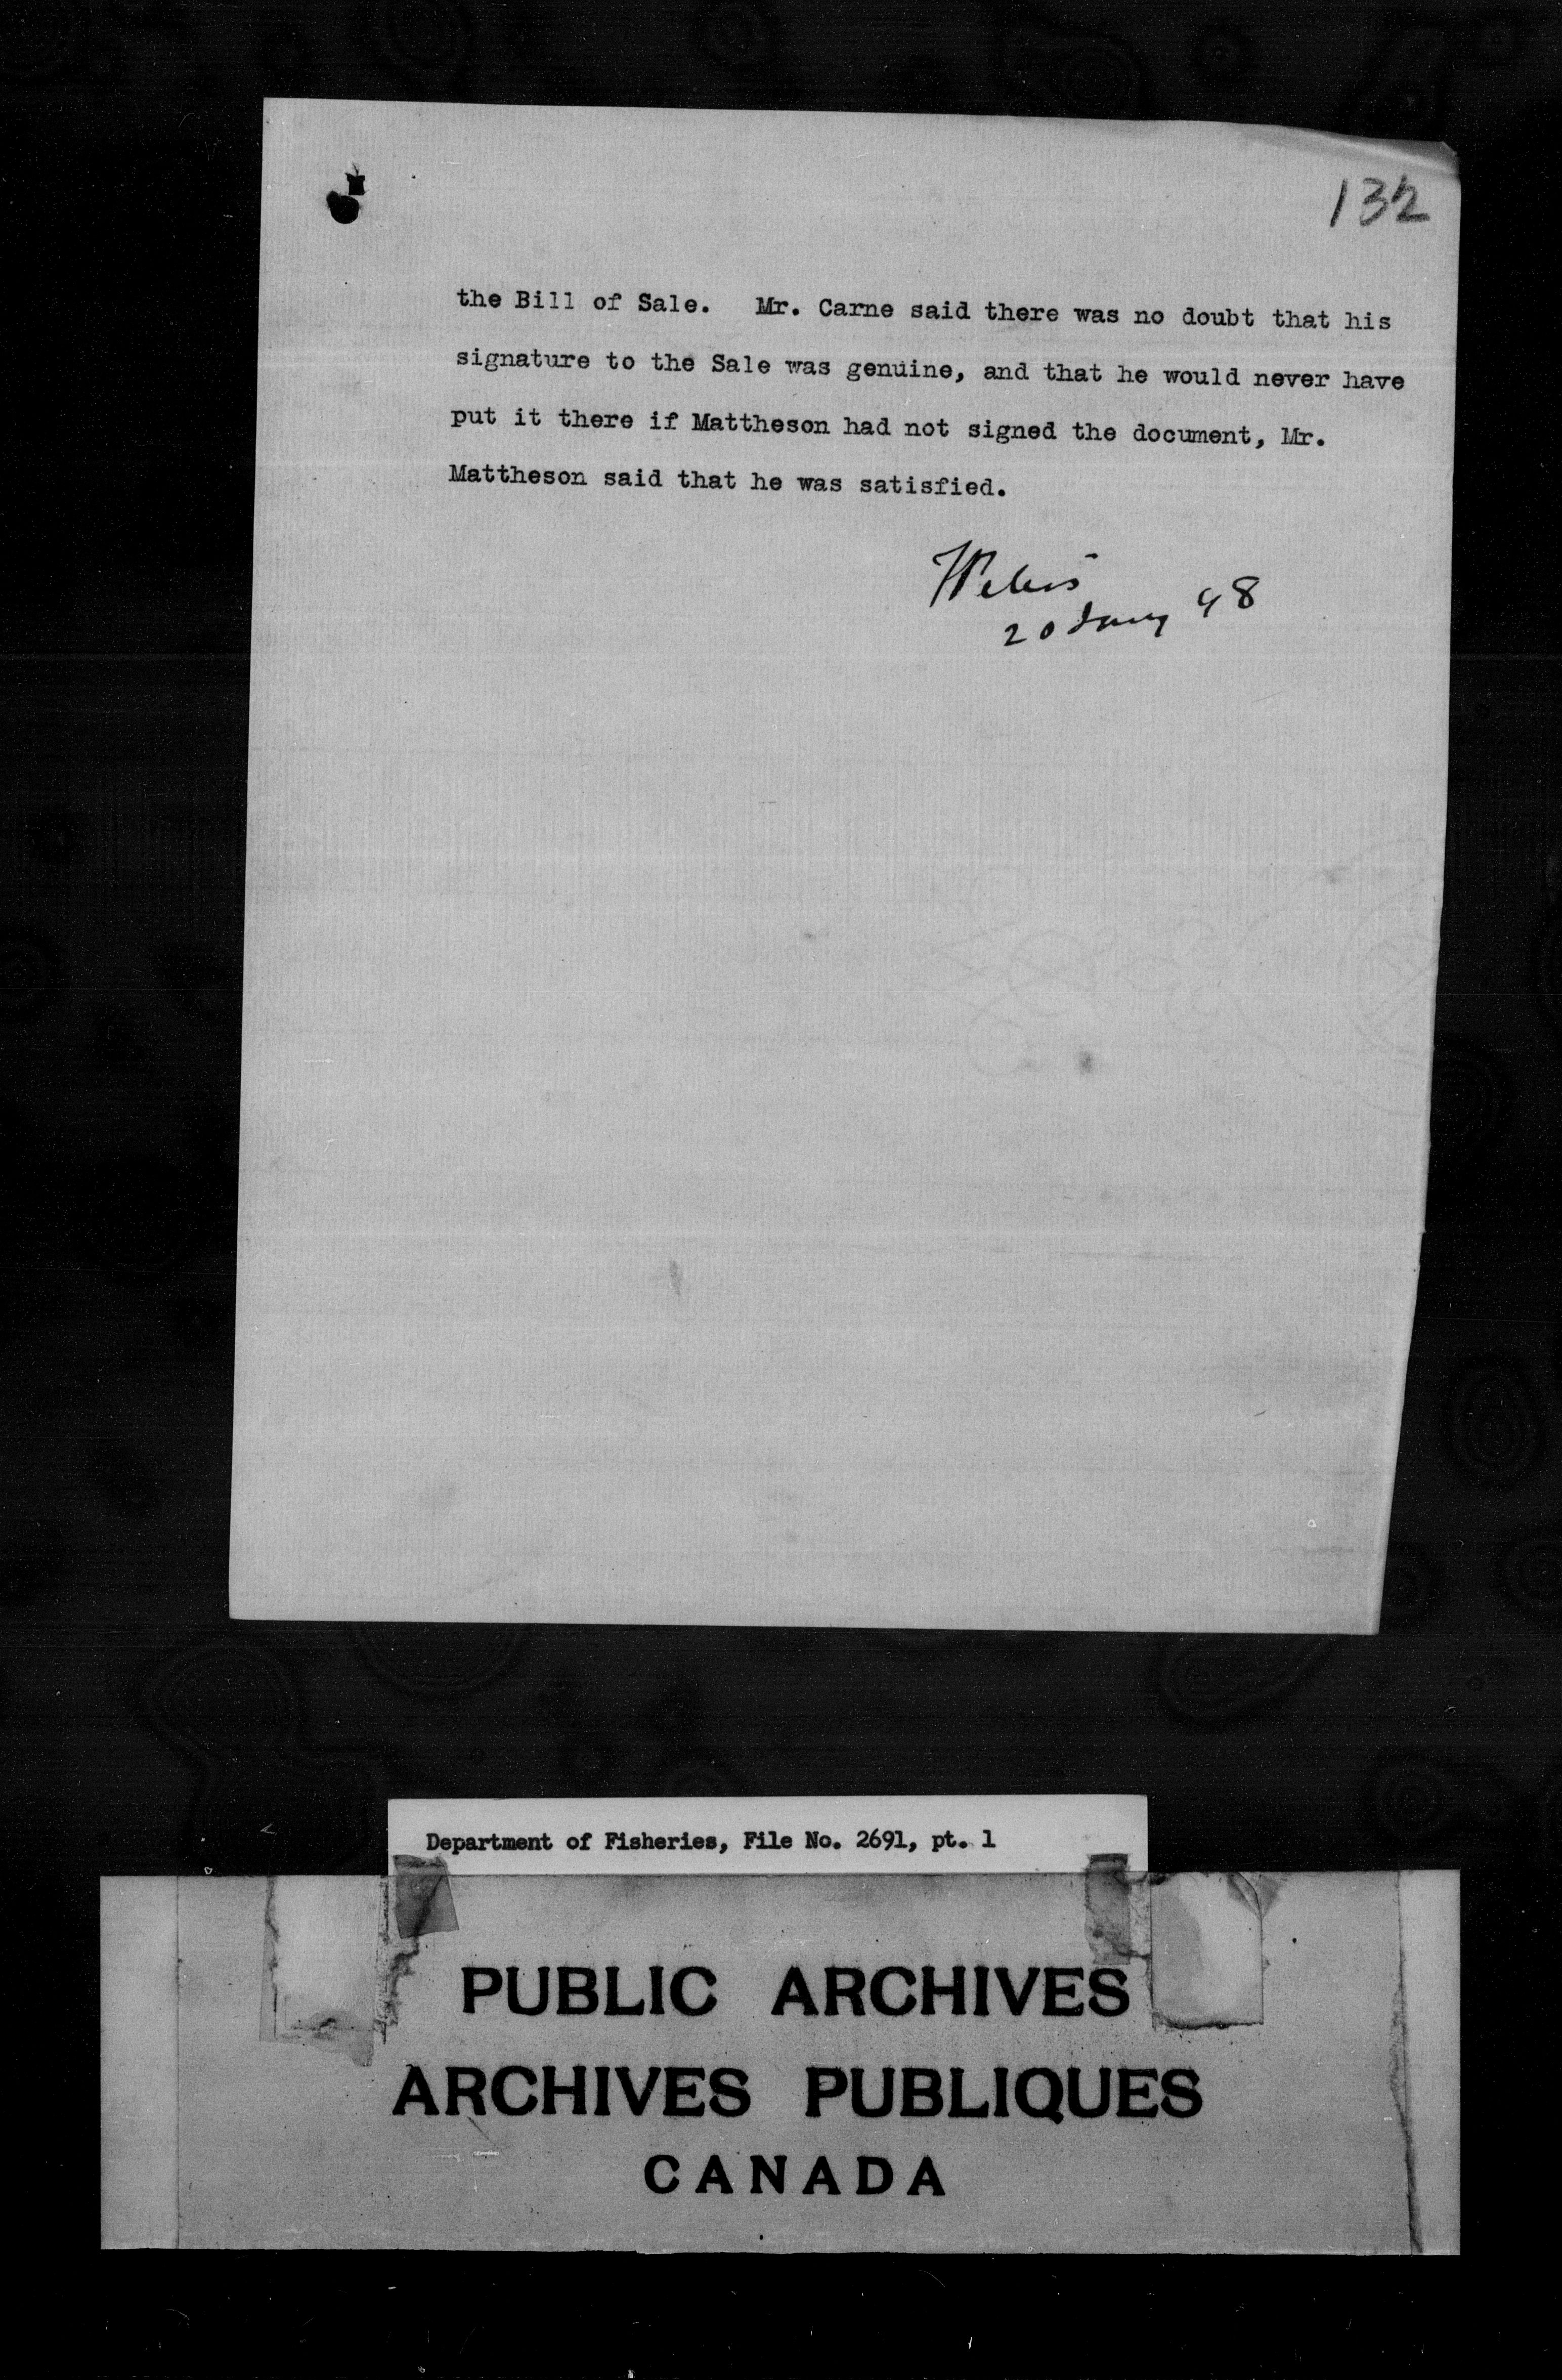 132
the Bill of Sale. Mr. Carne said there was no doubt that his
signature to the Sale was genuine, and that he would never have
put it there if Mattheson had not signed the document, Mr.
Mattheson said that he was satisfied.
20 Jany 98
Department of Fisheries, File No. 2691, pt. 1
PUBLIC ARCHIVES
ARCHIVES PUBLIQUES
CANADA